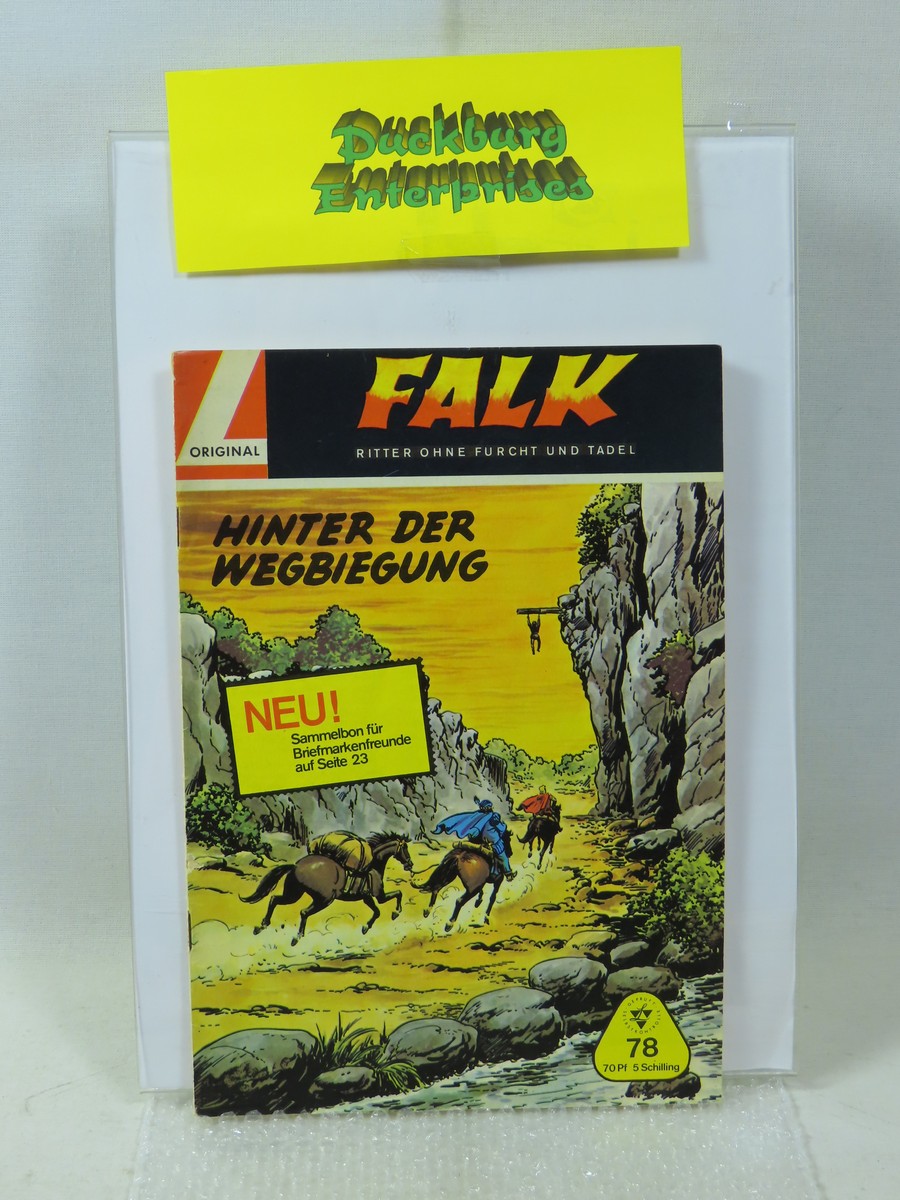 Duckburg
Enterprises
ORIGINAL
FALK
RITTER OHNE FURCHT UND TADEL
HINTER DER
WEGBIEGUNG
NEU!
Sammelbon für
Briefmarkenfreunde
auf Seite 23
78
70 Pf 5 Schilling